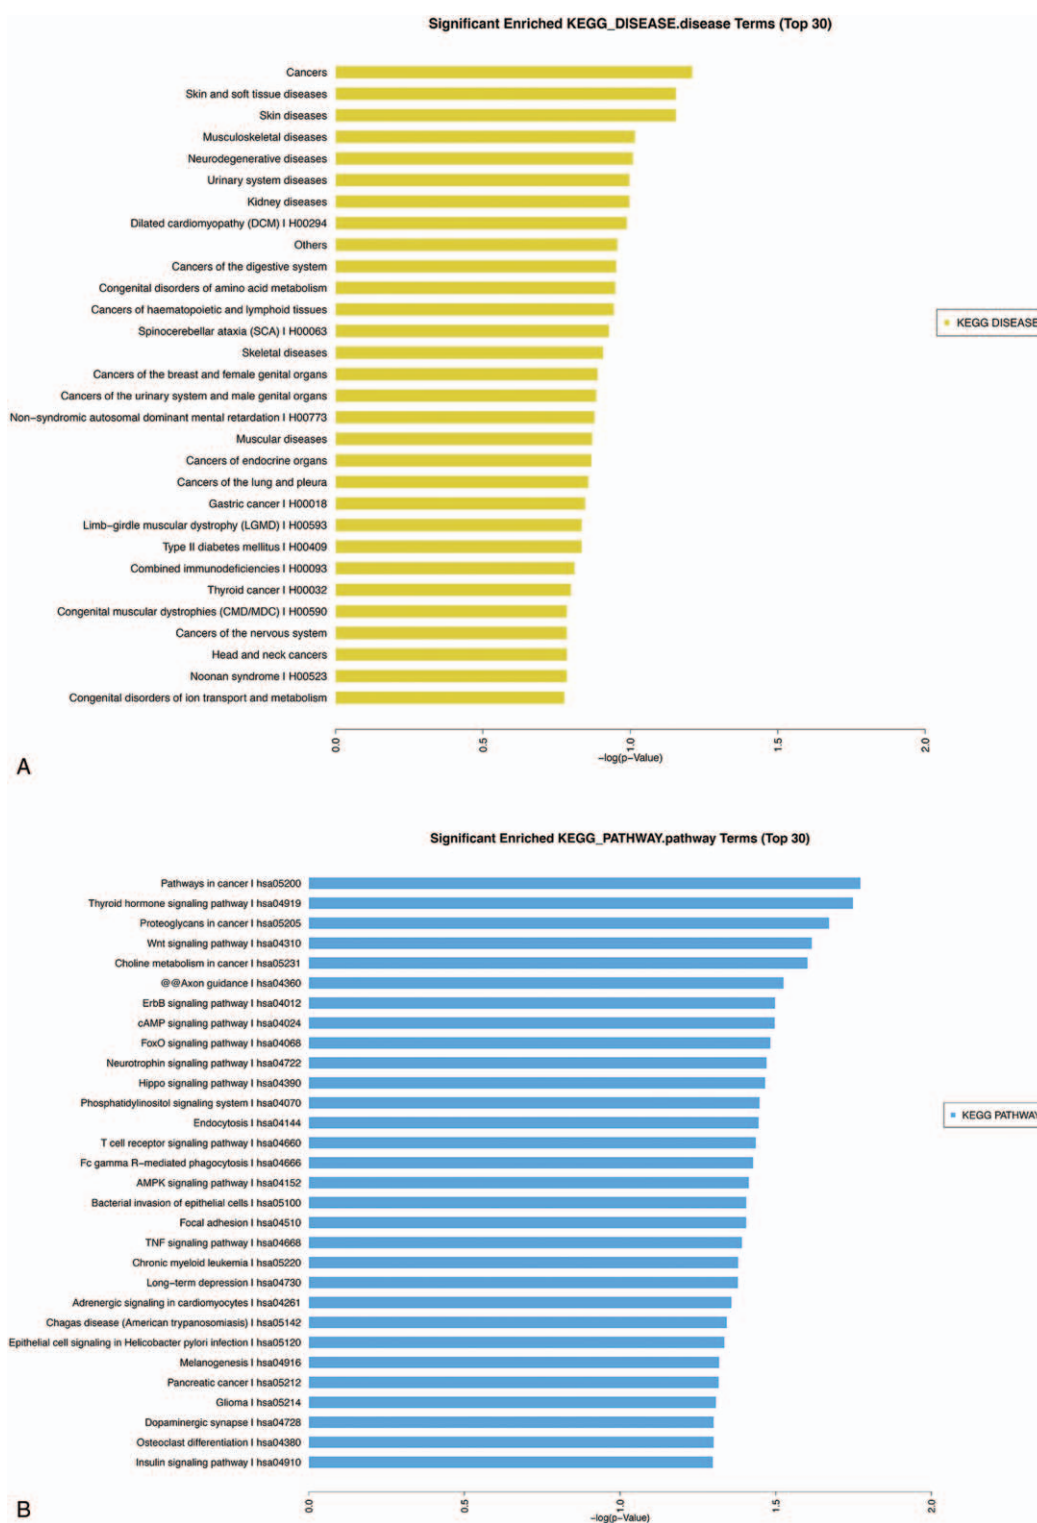 Significant Enriched KEGG_DISEASE.disease Terms (Top 30)
Cancers
Skin and soft tissue diseases
Skin diseases
Musculoskeletal diseases
Neurodegenerative diseases
Urinary system diseases
Kidney diseases
Dilated cardiomyopathy (DCM) I H00294
Others
Cancers of the digestive system
Congenital disorders of amino acid metabolism
Cancers of haematopoietic and lymphoid tissues
Spinocerebellar ataxia (SCA) I H00063
Skeletal diseases
Cancers of the breast and female genital organs
Cancers of the urinary system and male genital organs
Non−syndromic autosomal dominant mental retardation I H00773
Muscular diseases
Cancers of endocrine organs
Cancers of the lung and pleura
Gastric cancer I H00018
Limb−girdle muscular dystrophy (LGMD) I H00593
Type II diabetes mellitus I H00409
Combined immunodeficiencies I H00093
Thyroid cancer I H00032
Congenital muscular dystrophies (CMD/MDC) I H00590
Cancers of the nervous system
Head and neck cancers
Noonan syndrome I H00523
Congenital disorders of ion transport and metabolism
KEGG DISEASE
0.0 0.5 1.0 1.5 2.0
−log(p−Value)
A
Significant Enriched KEGG_PATHWAY.pathway Terms (Top 30)
Pathways in cancer I hsa05200
Thyroid hormone signaling pathway I hsa04919
Proteoglycans in cancer I hsa05205
Wnt signaling pathway I hsa04310
Choline metabolism in cancer I hsa05231
@@Axon guidance I hsa04360
ErbB signaling pathway I hsa04012
cAMP signaling pathway I hsa04024
FoxO signaling pathway I hsa04068
Neurotrophin signaling pathway I hsa04722
Hippo signaling pathway I hsa04390
Phosphatidylinositol signaling system I hsa04070
Endocytosis I hsa04144
T cell receptor signaling pathway I hsa04660
Fc gamma R−mediated phagocytosis I hsa04666
AMPK signaling pathway I hsa04152
Bacterial invasion of epithelial cells I hsa05100
Focal adhesion I hsa04510
TNF signaling pathway I hsa04668
Chronic myeloid leukemia I hsa05220
Long−term depression I hsa04730
Adrenergic signaling in cardiomyocytes I hsa04261
Chagas disease (American trypanosomiasis) I hsa05142
Epithelial cell signaling in Helicobacter pylori infection I hsa05120
Melanogenesis I hsa04916
Pancreatic cancer I hsa05212
Glioma I hsa05214
Dopaminergic synapse I hsa04728
Osteoclast differentiation I hsa04380
Insulin signaling pathway I hsa04910
KEGG PATHWAY
0.0 0.5 1.0 1.5 2.0
−log(p−Value)
B